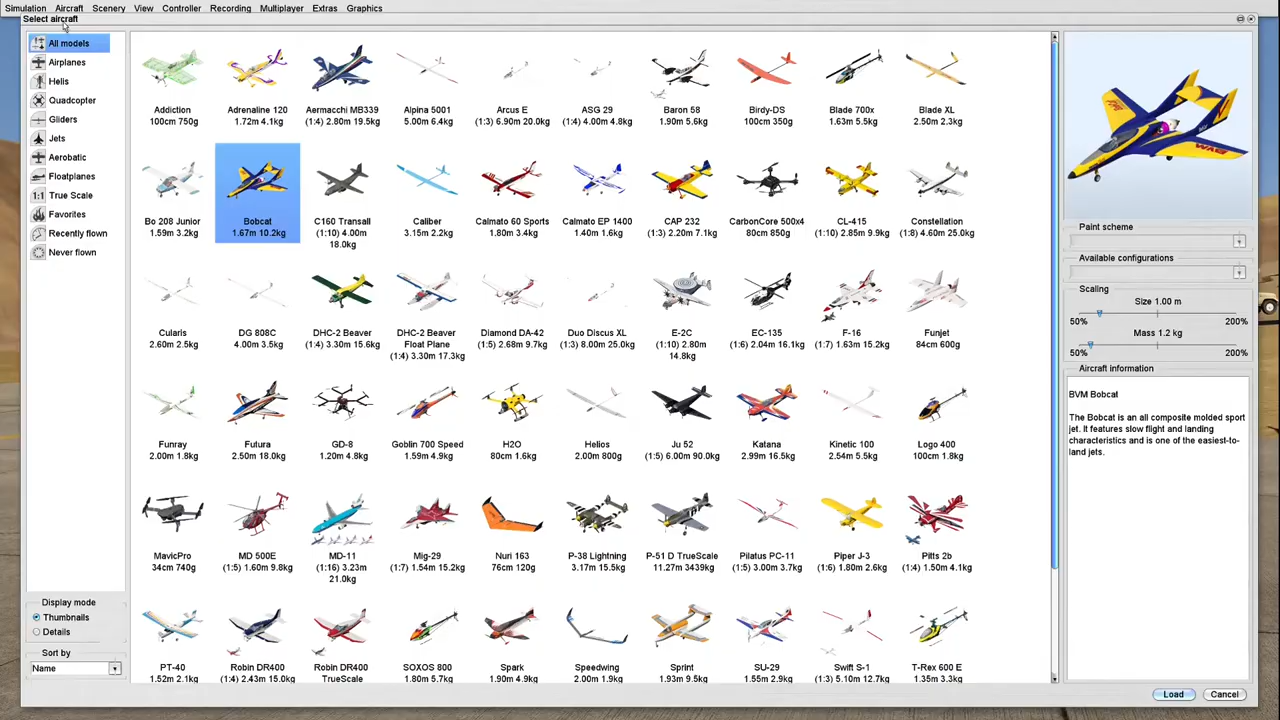 Simulation Aircraft Scenery View Controller Recording Multiplayer Extras Graphics
Select aircraft
All models
Airplanes
Helis
Quadcopter
Gliders
Jets
Aerobatic
Floatplanes
1:1 True Scale
Favorites
Recently flown
Never flown
Display mode
Thumbnails
Details
Sort by
Name
Addiction
100cm 750g
Adrenaline 120
1.72m 4.1kg
Aermacchi MB339
(1:4) 2.80m 19.5kg
Alpina 5001
5.00m 6.4kg
Arcus E
(1:3) 6.90m 20.0kg
ASG 29
(1:4) 4.00m 4.8kg
Baron 58
1.90m 5.6kg
Birdy-DS
100cm 350g
Blade 700x
1.63m 5.5kg
Blade XL
2.50m 2.3kg
Bo 208 Junior
1.59m 3.2kg
Bobcat
1.67m 10.2kg
C160 Transall
(1:10) 4.00m
18.0kg
Caliber
3.15m 2.2kg
Calmato 60 Sports
1.80m 3.4kg
Calmato EP 1400
1.40m 1.6kg
CAP 232
(1:3) 2.20m 7.1kg
CarbonCore 500x4
80cm 850g
CL-415
(1:10) 2.85m 9.9kg
Constellation
(1:8) 4.60m 25.0kg
Cularis
2.60m 2.5kg
DG 808C
4.00m 3.5kg
DHC-2 Beaver
(1:4) 3.30m 15.6kg
DHC-2 Beaver
Float Plane
(1:4) 3.30m 17.3kg
Diamond DA-42
(1:5) 2.68m 9.7kg
Duo Discus XL
(1:3) 8.00m 25.0kg
E-2C
(1:10) 2.80m
14.8kg
EC-135
(1:6) 2.04m 16.1kg
F-16
(1:7) 1.63m 15.2kg
Funjet
84cm 600g
Funray
2.00m 1.8kg
Futura
2.50m 18.0kg
GD-8
1.20m 4.8kg
Goblin 700 Speed
1.59m 4.9kg
H2O
80cm 1.6kg
Helios
2.00m 800g
Ju 52
(1:5) 6.00m 90.0kg
Katana
2.99m 16.5kg
Kinetic 100
2.54m 5.5kg
Logo 400
100cm 1.8kg
MavicPro
34cm 740g
MD 500E
(1:5) 1.60m 9.8kg
MD-11
(1:16) 3.23m
21.0kg
Mig-29
(1:7) 1.54m 15.2kg
Nuri 163
76cm 120g
P-38 Lightning
3.17m 15.5kg
P-51 D TrueScale
11.27m 3439kg
Pilatus PC-11
(1:5) 3.00m 3.7kg
Piper J-3
(1:6) 1.80m 2.6kg
Pitts 2b
(1:4) 1.50m 4.1kg
PT-40
1.52m 2.1kg
Robin DR400
(1:4) 2.43m 15.0kg
Robin DR400
TrueScale
SOXOS 800
1.80m 5.7kg
Spark
1.90m 4.9kg
Speedwing
2.00m 1.9kg
Sprint
1.93m 9.5kg
SU-29
1.55m 2.9kg
Swift S-1
(1:3) 5.10m 12.7kg
T-Rex 600 E
1.35m 3.3kg
Paint scheme
Available configurations
Scaling
Size 1.00 m
50% 200%
Mass 1.2 kg
50% 200%
Aircraft information
BVM Bobcat
The Bobcat is an all composite molded sport
jet. It features slow flight and landing
characteristics and is one of the easiest-to-
land jets.
Load Cancel